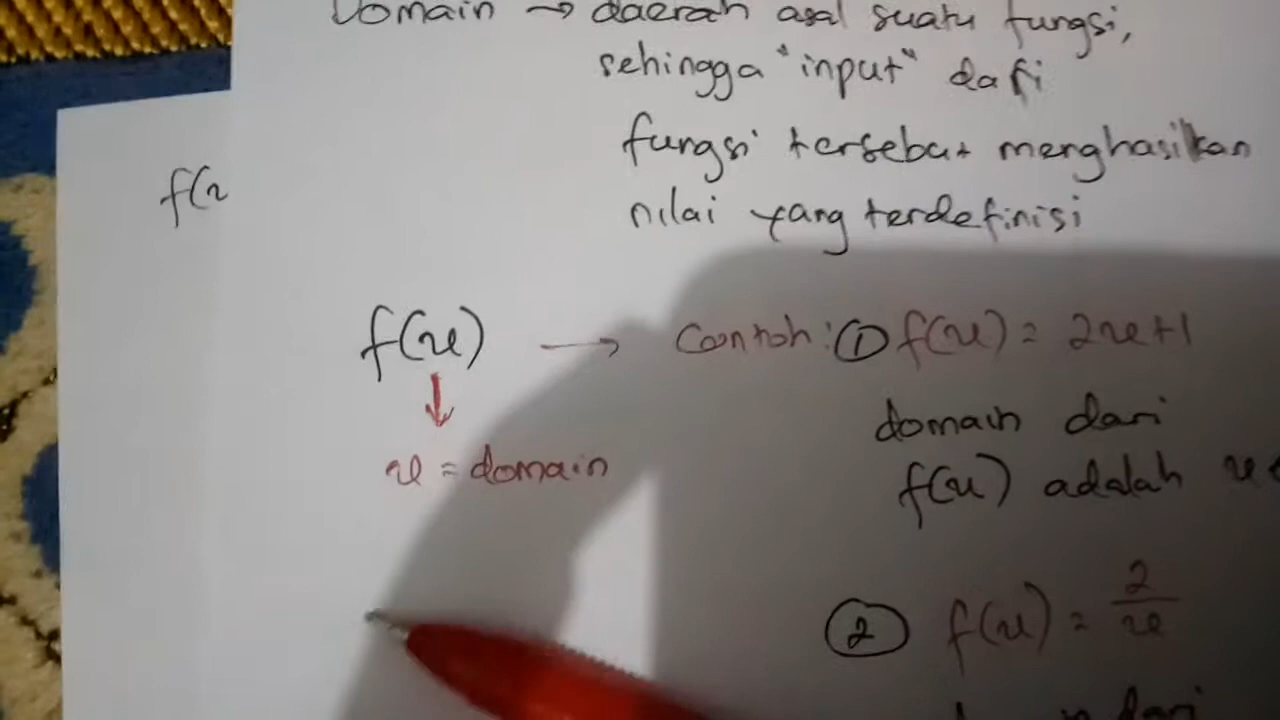 Domain → daerah asal suatu fungsi,
sehingga "input" dari
fungsi tersebut menghasilkan
nilai yang terdefinisi
f(x
f(x) → Contoh: ① f(x) = 2x+1
↓
x = domain
domain dari
f(x) adalah x
② f(x) = 2/x
dari